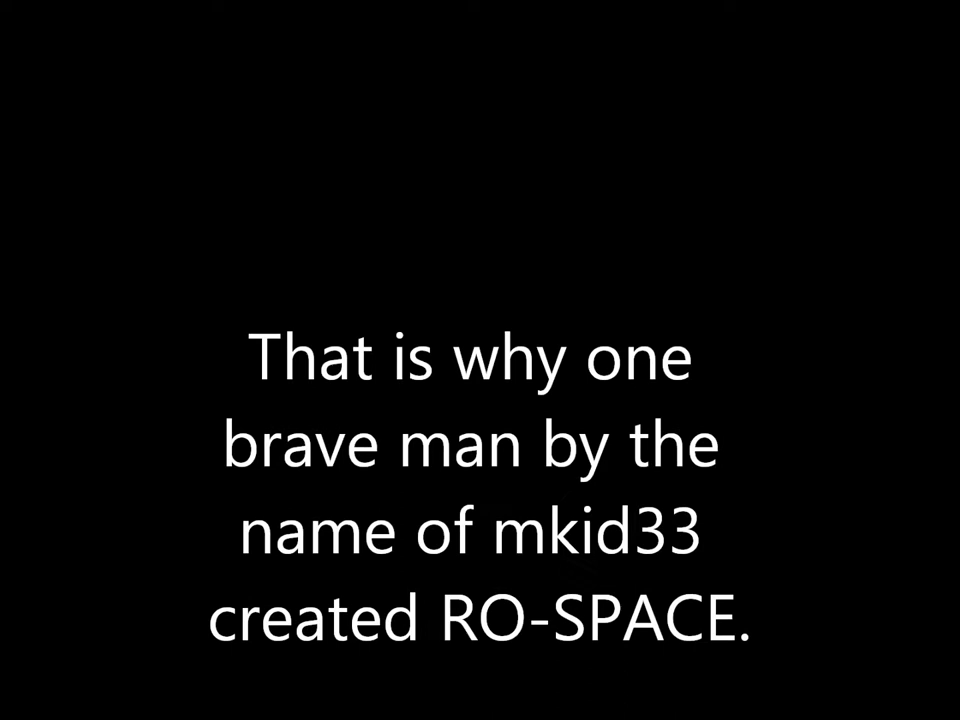 That is why one
brave man by the
name of mkid33
created RO-SPACE.